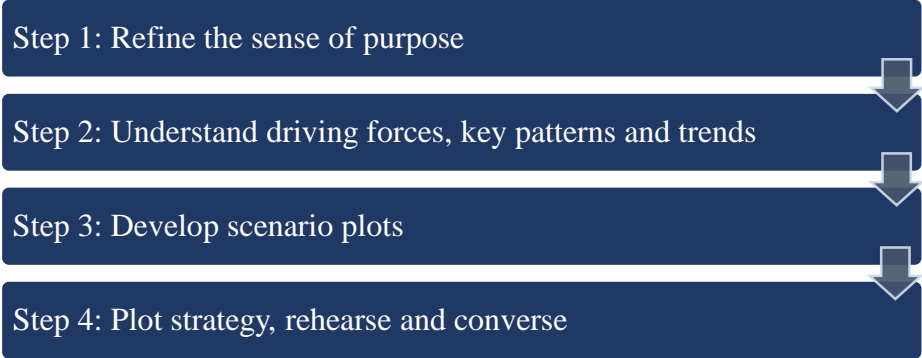 Step 1: Refine the sense of purpose
Step 2: Understand driving forces, key patterns and trends
Step 3: Develop scenario plots
Step 4: Plot strategy, rehearse and converse